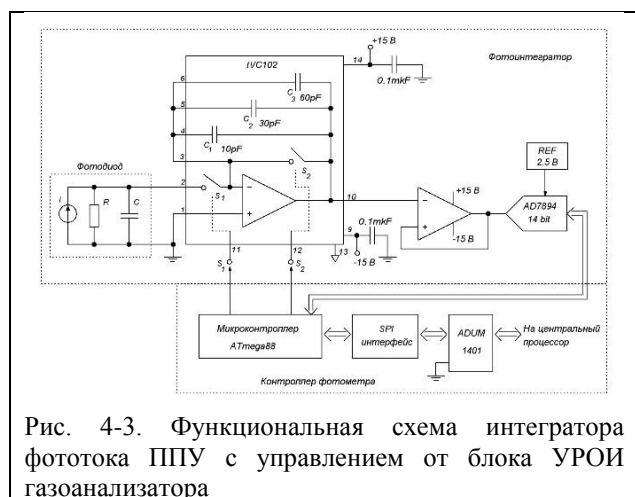 IVC102
14
+15 В
0.1mkF
Фотоинтегратор
6
C3 60pF
5
C2 30pF
4
C1 10pF
3
S2
REF
2.5 В
Фотодиод
2
S1
I
R
C
1
−
+
10
+15 В
-15 В
−
+
AD7894
14 bit
9
0.1mkF
-15 В
13
11
12
S1
S2
Микроконтроллер
ATmega88
SPI
интерфейс
ADUM
1401
На центральный
процессор
Контроллер фотометра
Рис. 4-3. Функциональная схема интегратора
фототока ППУ с управлением от блока УРОИ
газоанализатора